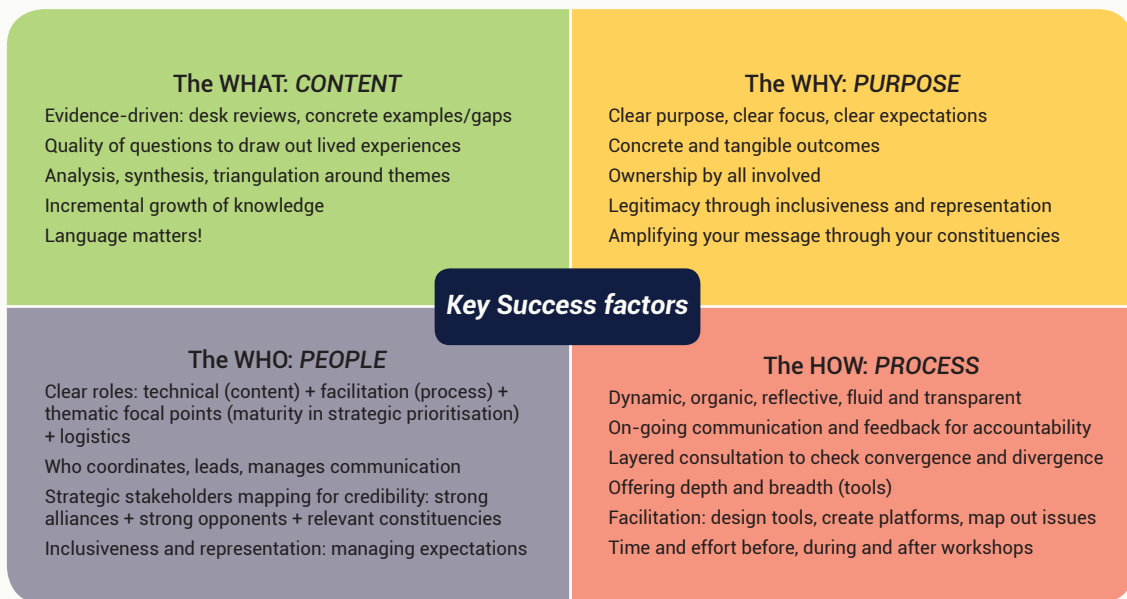 The WHAT: CONTENT
Evidence-driven: desk reviews, concrete examples/gaps
Quality of questions to draw out lived experiences
Analysis, synthesis, triangulation around themes
Incremental growth of knowledge
Language matters!
The WHY: PURPOSE
Clear purpose, clear focus, clear expectations
Concrete and tangible outcomes
Ownership by all involved
Legitimacy through inclusiveness and representation
Amplifying your message through your constituencies
Key Success factors
The WHO: PEOPLE
Clear roles: technical (content) + facilitation (process) +
thematic focal points (maturity in strategic prioritisation)
+ logistics
Who coordinates, leads, manages communication
Strategic stakeholders mapping for credibility: strong
alliances + strong opponents + relevant constituencies
Inclusiveness and representation: managing expectations
The HOW: PROCESS
Dynamic, organic, reflective, fluid and transparent
On-going communication and feedback for accountability
Layered consultation to check convergence and divergence
Offering depth and breadth (tools)
Facilitation: design tools, create platforms, map out issues
Time and effort before, during and after workshops